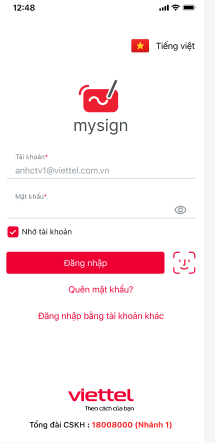 12:48
Tiếng việt
mysign
Tài khoản*
anhctv1@viettel.com.vn
Mật khẩu*
Nhớ tài khoản
Đăng nhập
Quên mật khẩu?
Đăng nhập bằng tài khoản khác
viettel
Theo cách của bạn
Tổng đài CSKH : 18008000 (Nhánh 1)